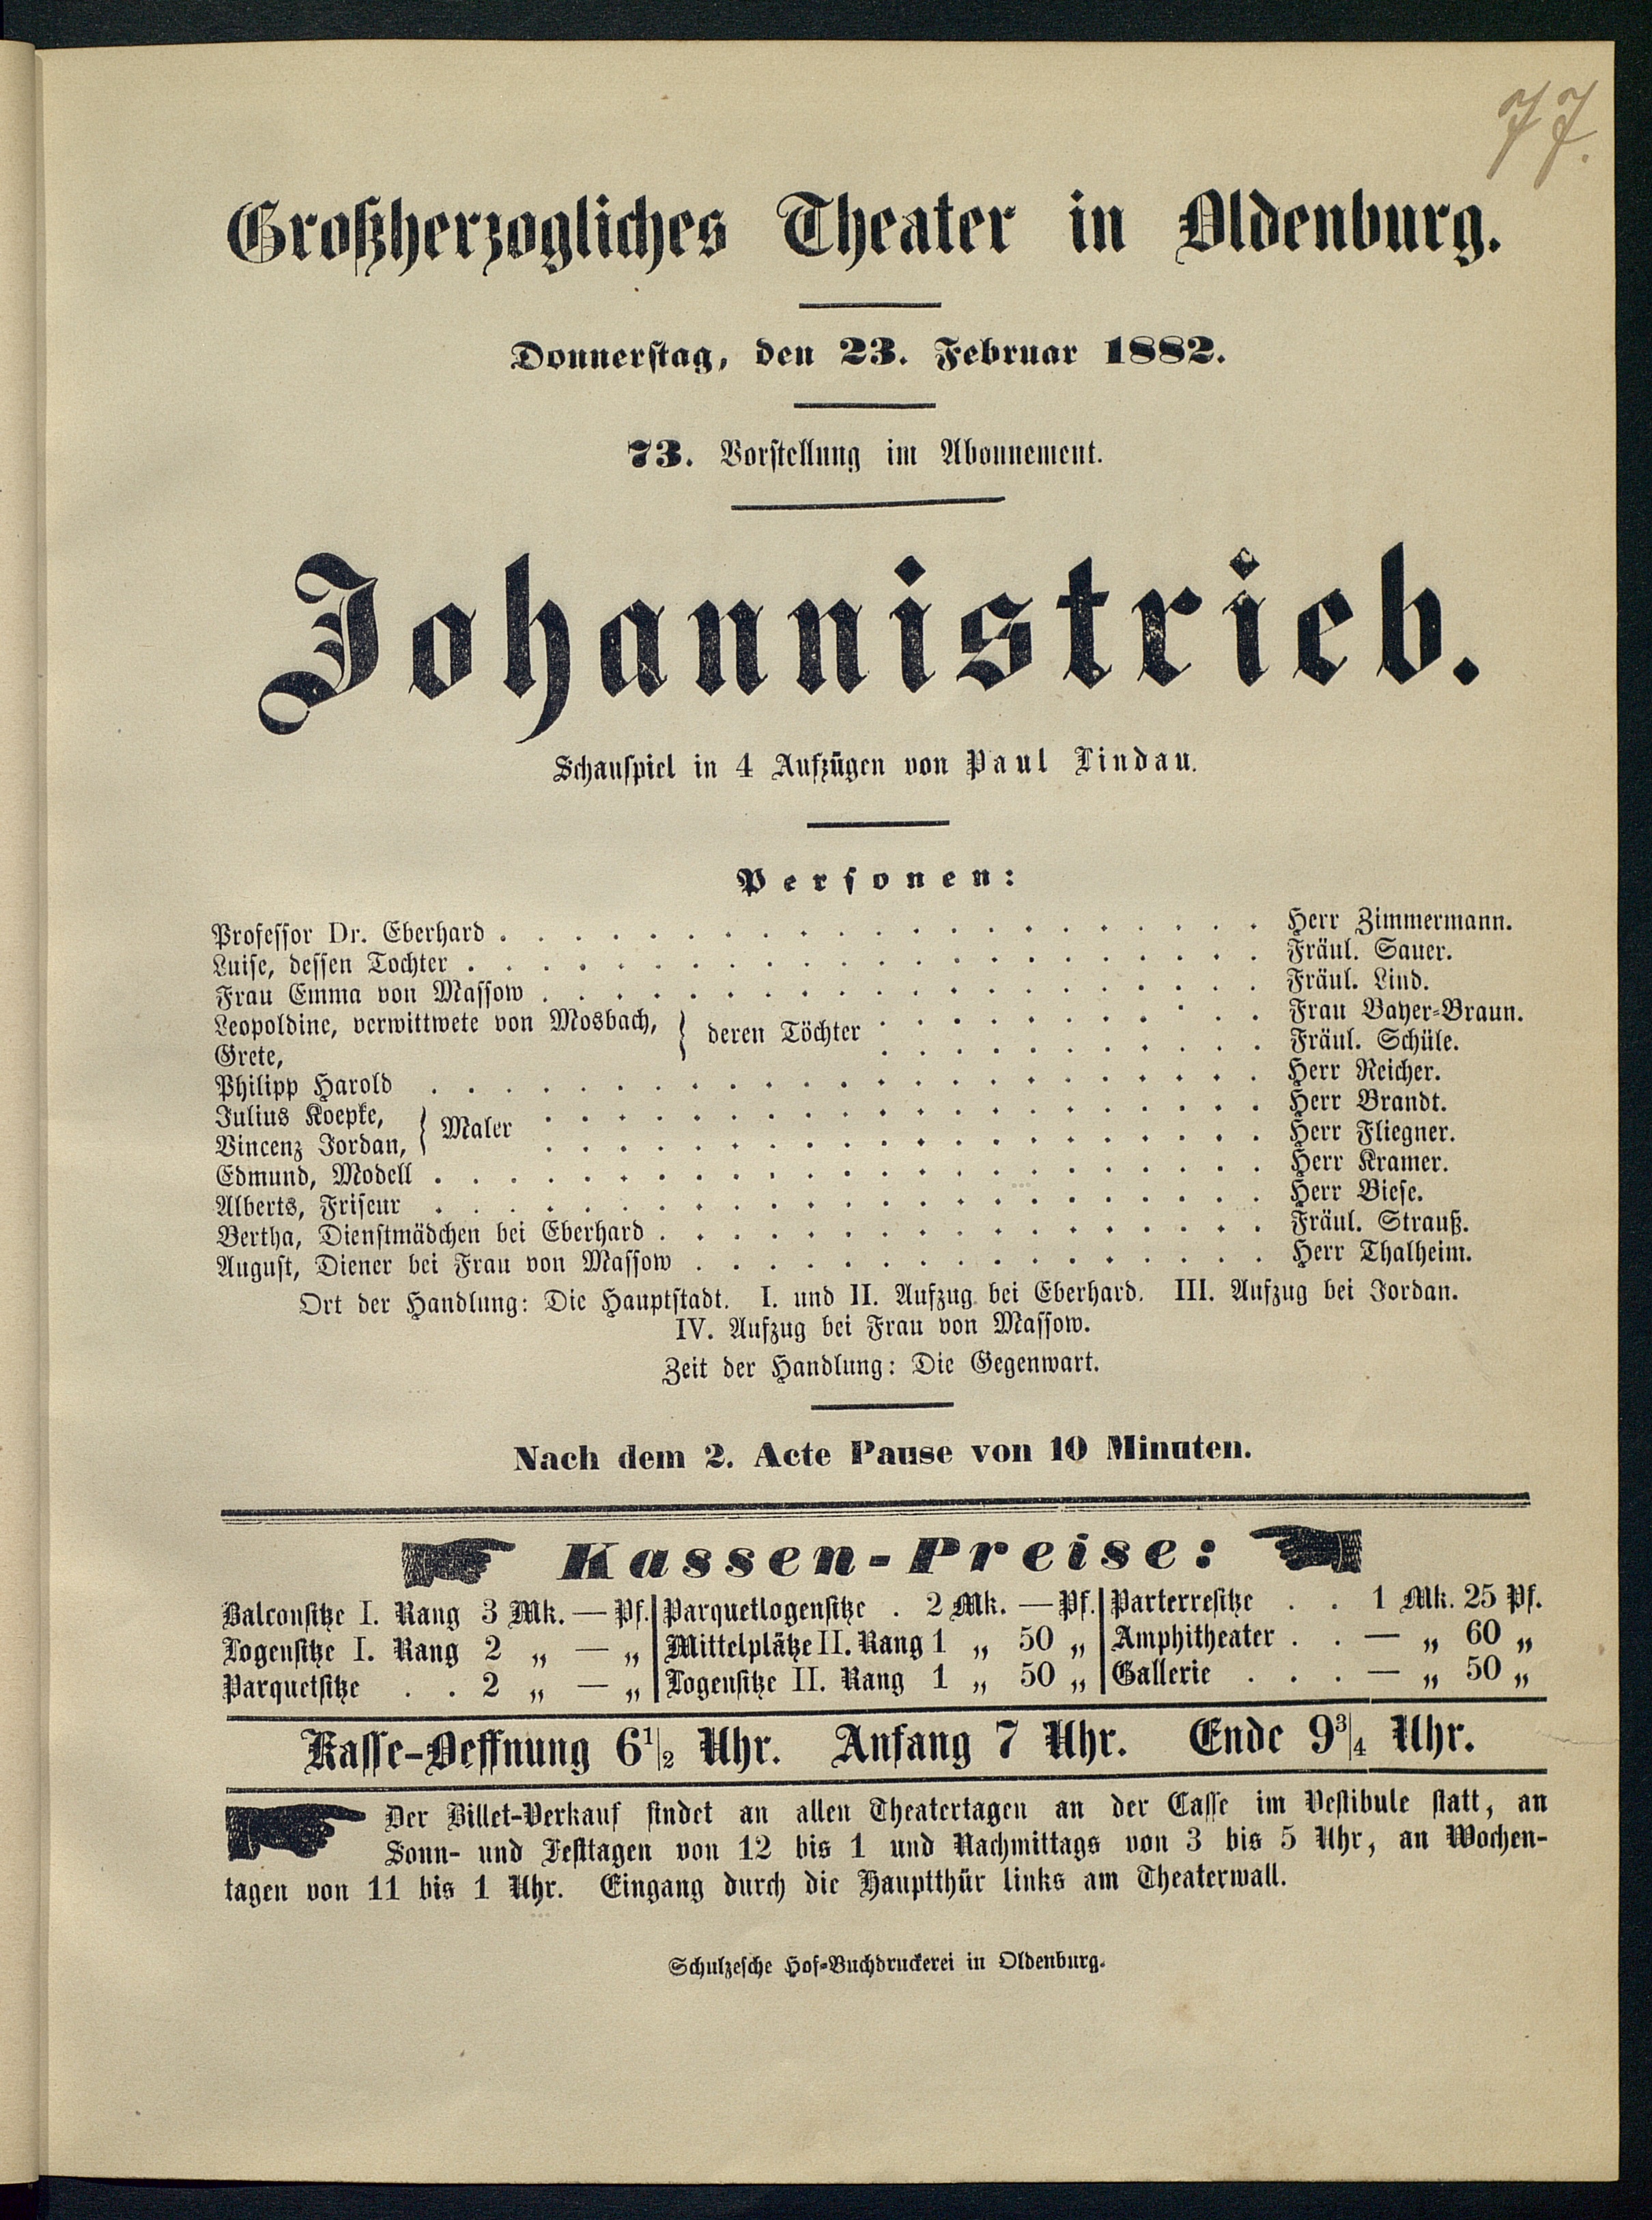 77.
Großherzogliches Theater in Oldenburg.
Donnerstag, den 23. Februar 1882.
73. Vorstellung im Abonnement.
Johannistrieb.
Schauspiel in 4 Aufzügen von Paul Lindau.
Personen:
Professor Dr. Eberhard . . . . . . . . . . . . . . . . . . . . . Herr Zimmermann.
Luise, dessen Tochter . . . . . . . . . . . . . . . . . . . . . . Fräul. Sauer.
Frau Emma von Massow . . . . . . . . . . . . . . . . . . . . Fräul. Lind.
Leopoldine, verwittwete von Mosbach, } deren Töchter . . . . . . . . . . . Frau Bayer-Braun.
Grete, . . . . . . . . . . . Fräul. Schüle.
Philipp Harold . . . . . . . . . . . . . . . . . . . . . . . Herr Reicher.
Julius Koepke, { Maler . . . . . . . . . . . . . . . . . . . . Herr Brandt.
Vincenz Jordan, . . . . . . . . . . . . . . . . . . . . Herr Fliegner.
Edmund, Modell . . . . . . . . . . . . . . . . . . . . . . . Herr Kramer.
Alberts, Friseur . . . . . . . . . . . . . . . . . . . . . . . Herr Biese.
Bertha, Dienstmädchen bei Eberhard . . . . . . . . . . . . . . . . . Fräul. Strauß.
August, Diener bei Frau von Massow . . . . . . . . . . . . . . . . Herr Thalheim.
Ort der Handlung: Die Hauptstadt. I. und II. Aufzug bei Eberhard. III. Aufzug bei Jordan.
IV. Aufzug bei Frau von Massow.
Zeit der Handlung: Die Gegenwart.
Nach dem 2. Acte Pause von 10 Minuten.
Kassen-Preise:
Balconsitze I. Rang 3 Mk. — Pf. | Parquetlogensitze . 2 Mk. — Pf. | Parterresitze . . 1 Mk. 25 Pf.
Logensitze I. Rang 2 „ — „ | Mittelplätze II. Rang 1 „ 50 „ | Amphitheater . . — „ 60 „
Parquetsitze . . 2 „ — „ | Logensitze II. Rang 1 „ 50 „ | Gallerie . . . — „ 50 „
Kasse-Oeffnung 6 1/2 Uhr. Anfang 7 Uhr. Ende 9 3/4 Uhr.
Der Billet-Verkauf findet an allen Theatertagen an der Casse im Vestibule statt, an
Sonn- und Festtagen von 12 bis 1 und Nachmittags von 3 bis 5 Uhr, an Wochen-
tagen von 11 bis 1 Uhr. Eingang durch die Hauptthür links am Theaterwall.
Schulzesche Hof-Buchdruckerei in Oldenburg.